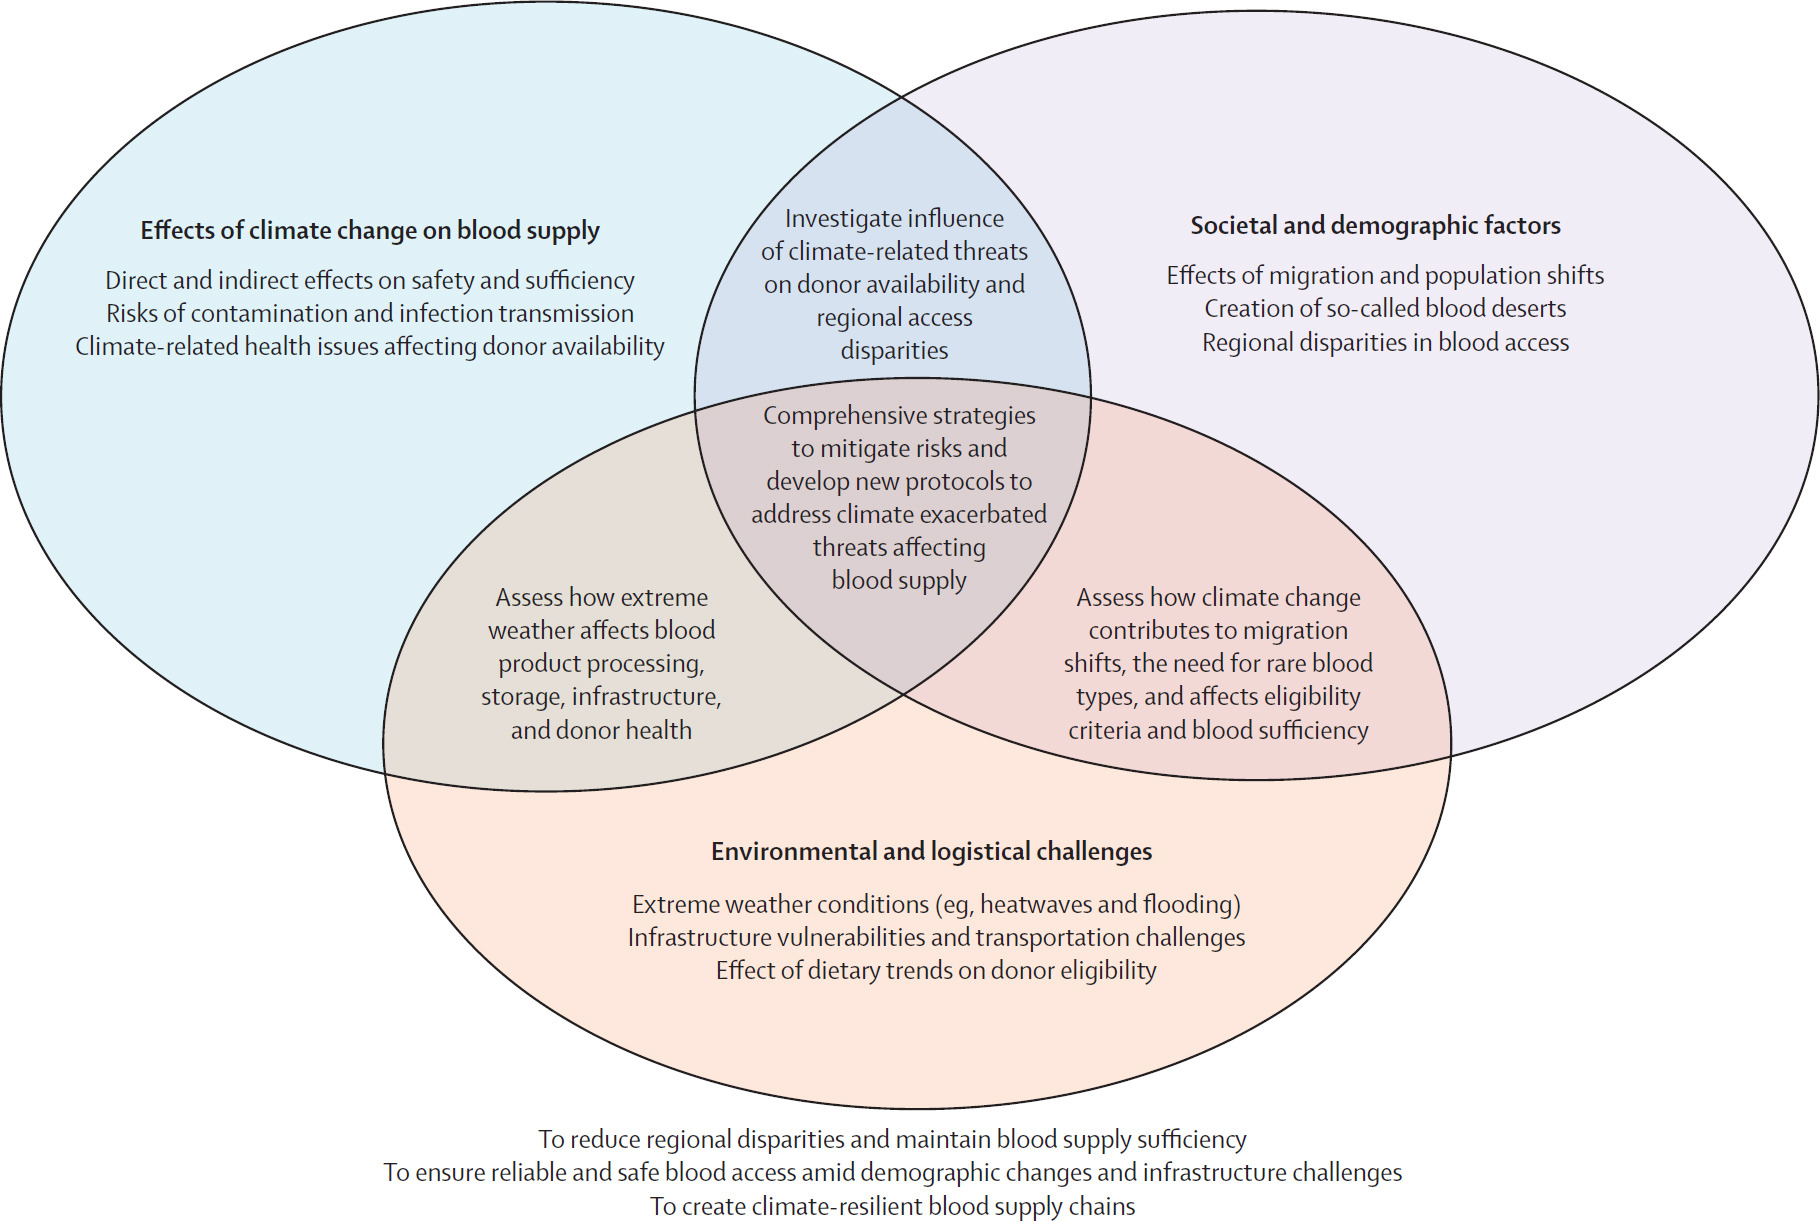 Effects of climate change on blood supply
Direct and indirect effects on safety and sufficiency
Risks of contamination and infection transmission
Climate-related health issues affecting donor availability
Investigate influence
of climate-related threats
on donor availability and
regional access
disparities
Societal and demographic factors
Effects of migration and population shifts
Creation of so-called blood deserts
Regional disparities in blood access
Comprehensive strategies
to mitigate risks and
develop new protocols to
address climate exacerbated
threats affecting
blood supply
Assess how extreme
weather affects blood
product processing,
storage, infrastructure,
and donor health
Assess how climate change
contributes to migration
shifts, the need for rare blood
types, and affects eligibility
criteria and blood sufficiency
Environmental and logistical challenges
Extreme weather conditions (eg, heatwaves and flooding)
Infrastructure vulnerabilities and transportation challenges
Effect of dietary trends on donor eligibility
To reduce regional disparities and maintain blood supply sufficiency
To ensure reliable and safe blood access amid demographic changes and infrastructure challenges
To create climate-resilient blood supply chains